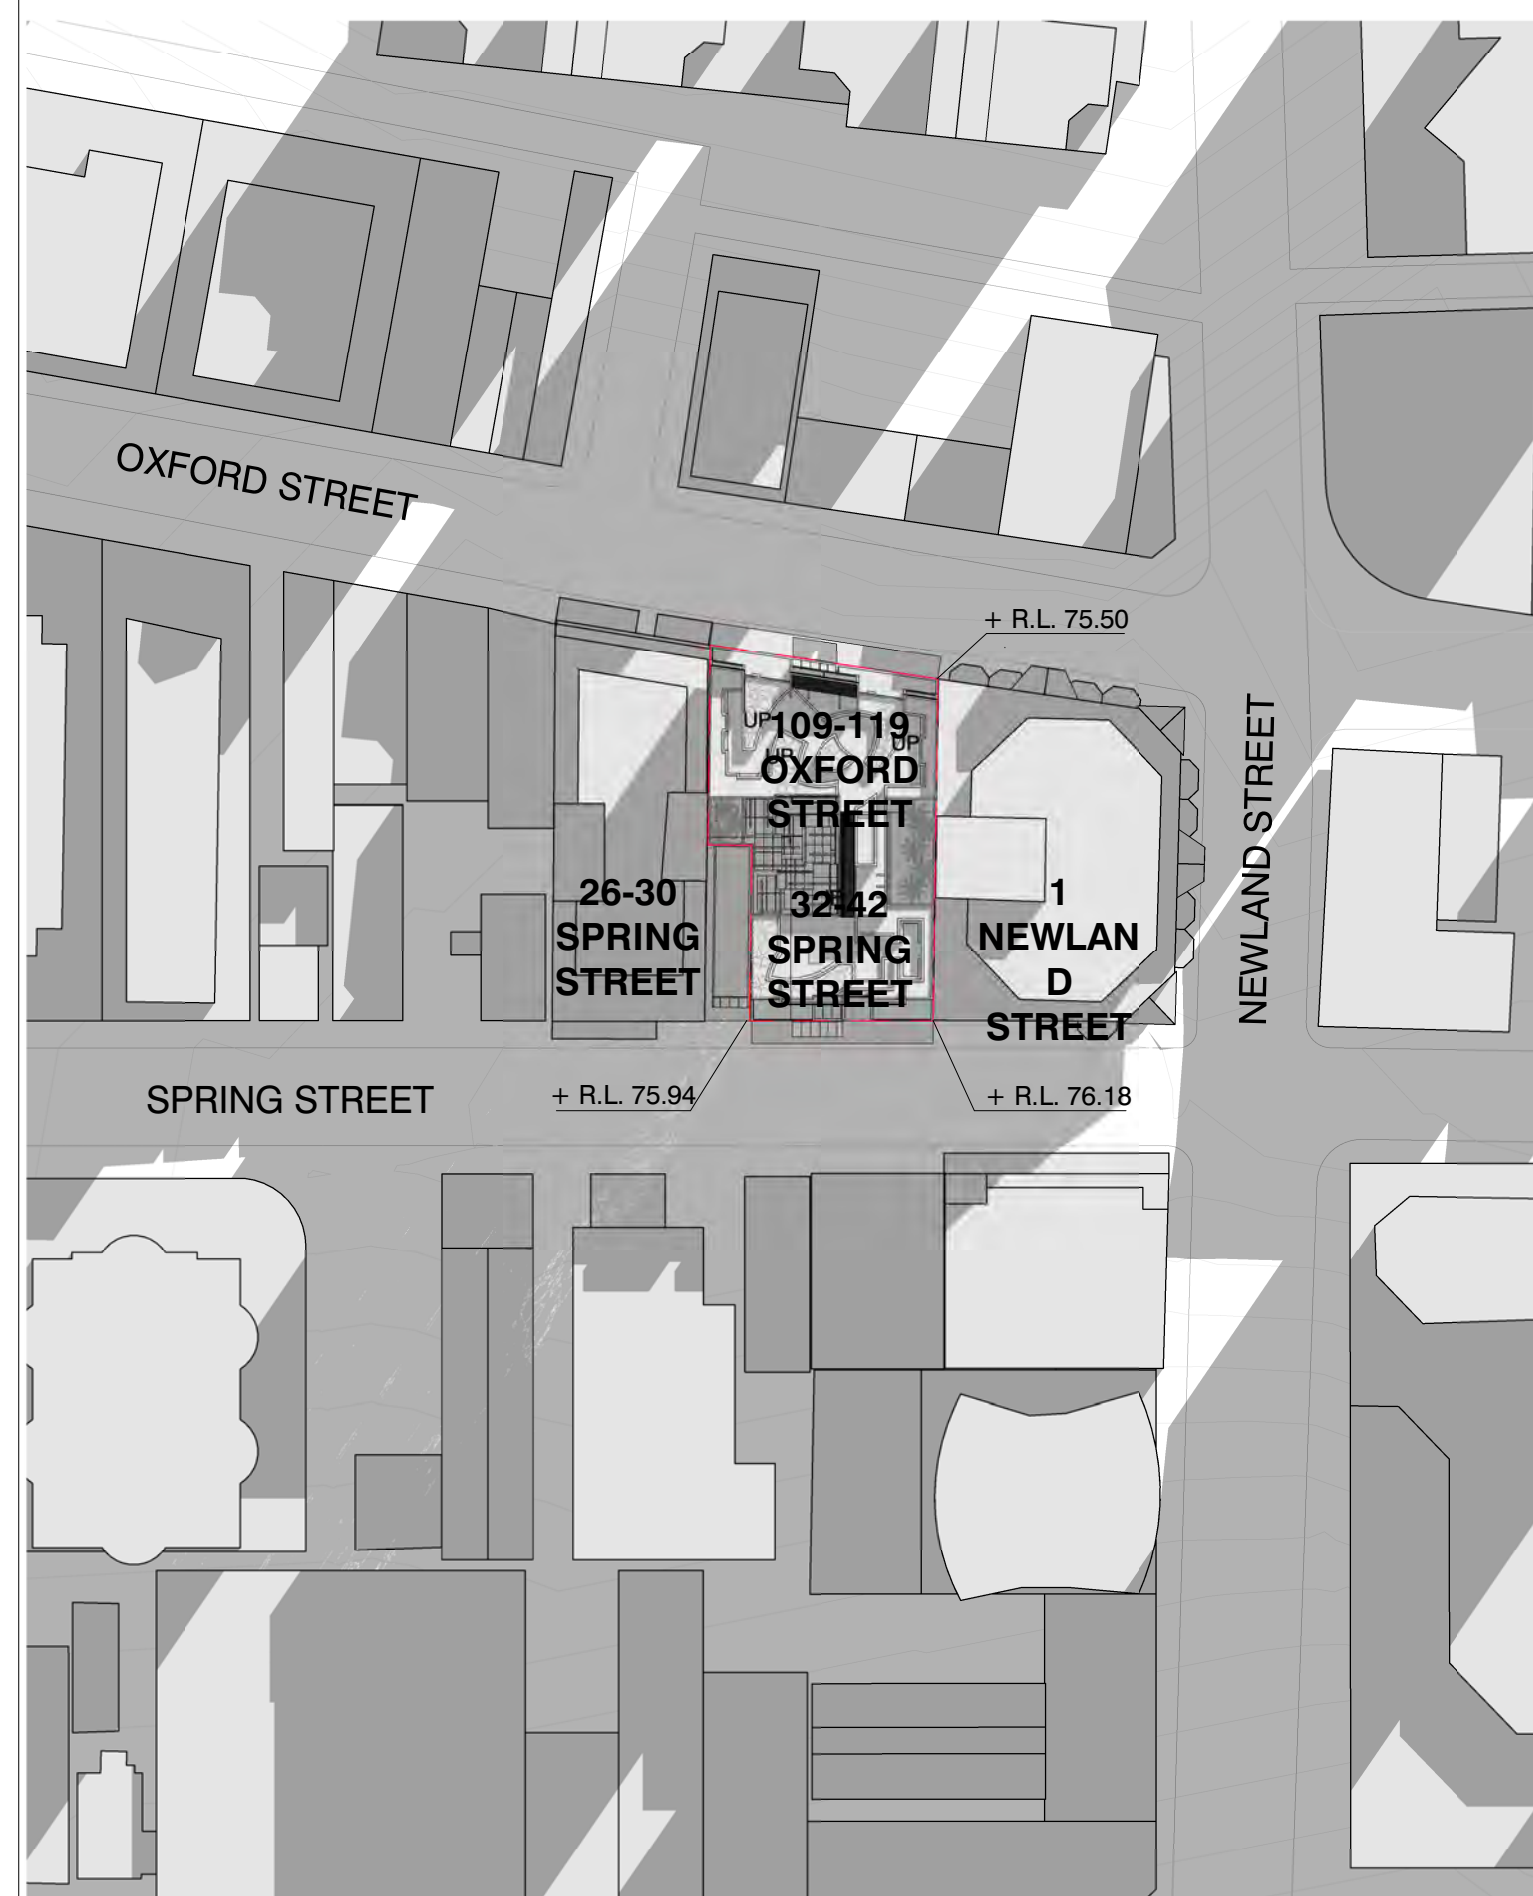 OXFORD STREET
+ R.L. 75.50
NEWLAND STREET
UP
UP
UP
109-119
OXFORD
STREET
26-30
SPRING
STREET
32-42
SPRING
STREET
1
NEWLAN
D
STREET
SPRING STREET
+ R.L. 75.94
+ R.L. 76.18